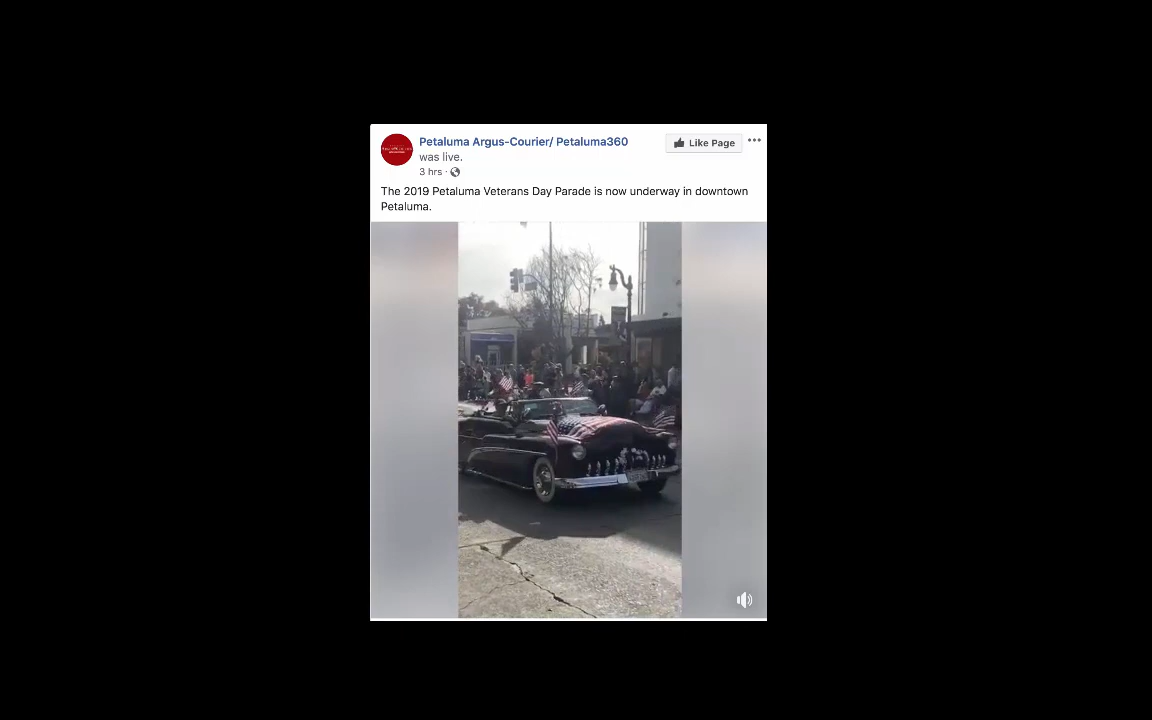 Petaluma Argus-Courier/ Petaluma360
was live.
3 hrs ·
Like Page
The 2019 Petaluma Veterans Day Parade is now underway in downtown
Petaluma.